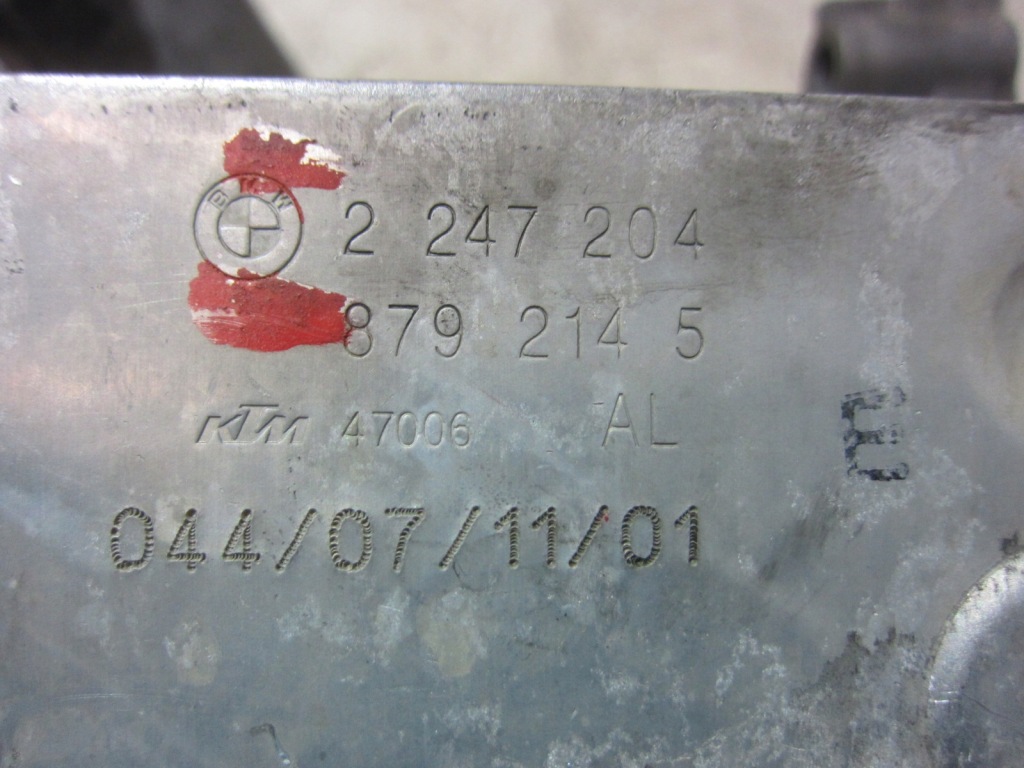 BMW 2 247 204
879 214 5
KTM 47006 AL
E
044/07/11/01